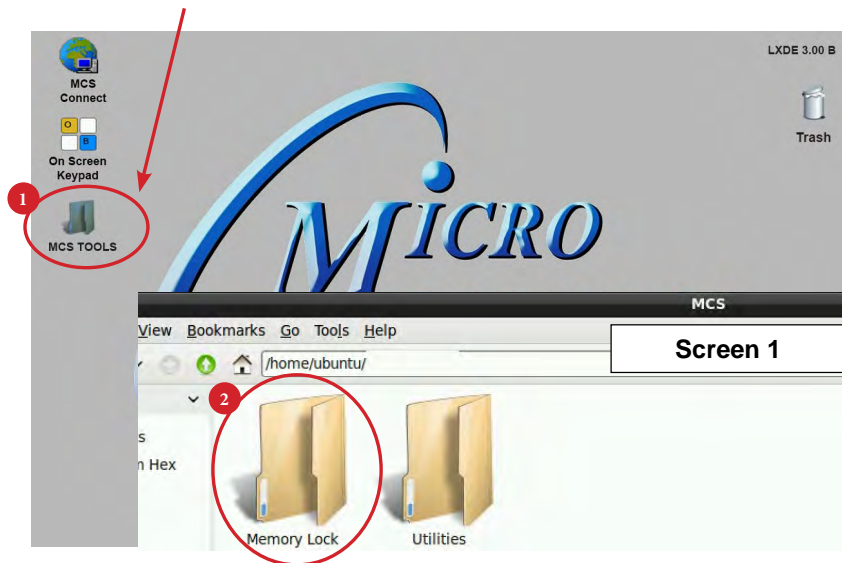 LXDE 3.00 B
MCS
Connect
Trash
O
B
On Screen
Keypad
1
MCS TOOLS
MICRO
MCS
View Bookmarks Go Tools Help
Screen 1
/home/ubuntu/
2
s
n Hex
Memory Lock
Utilities